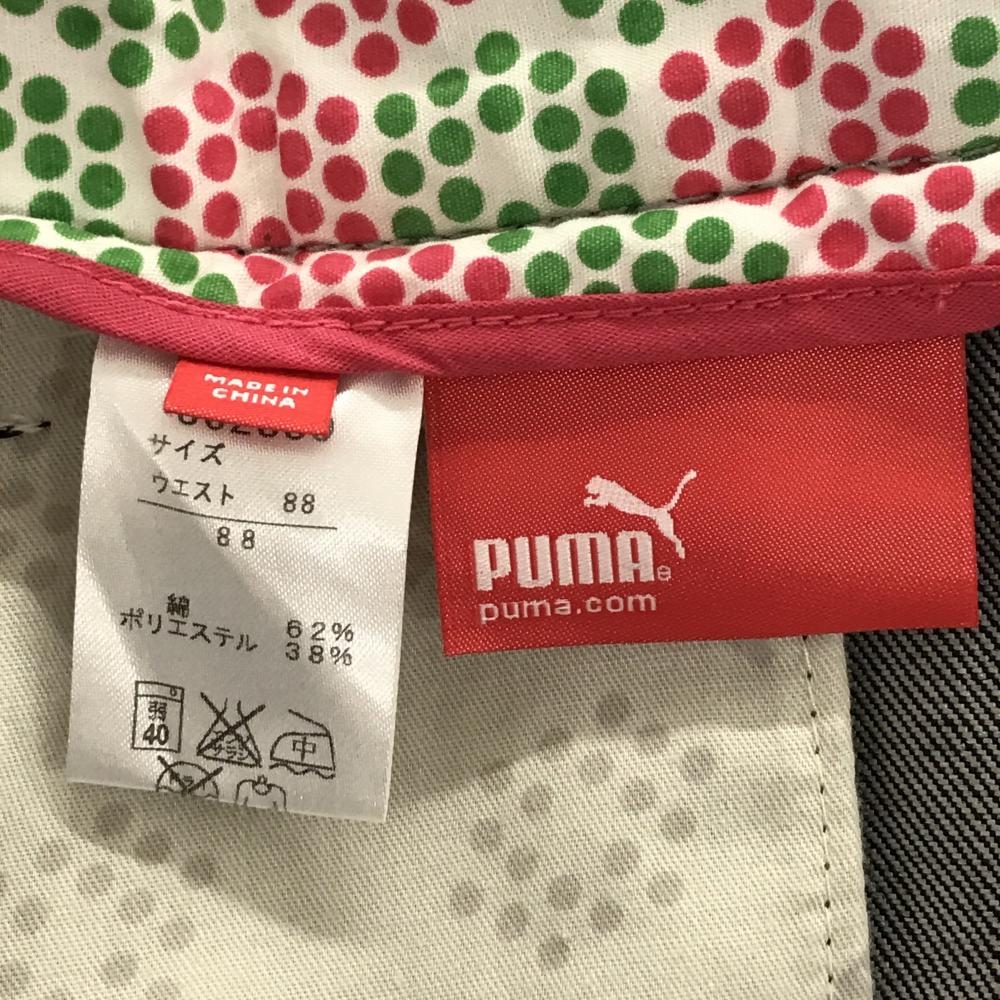 MADE IN
CHINA
サイズ
ウエスト 88
88
綿 62%
ポリエステル 38%
弱
40
中
PUMA®
puma.com